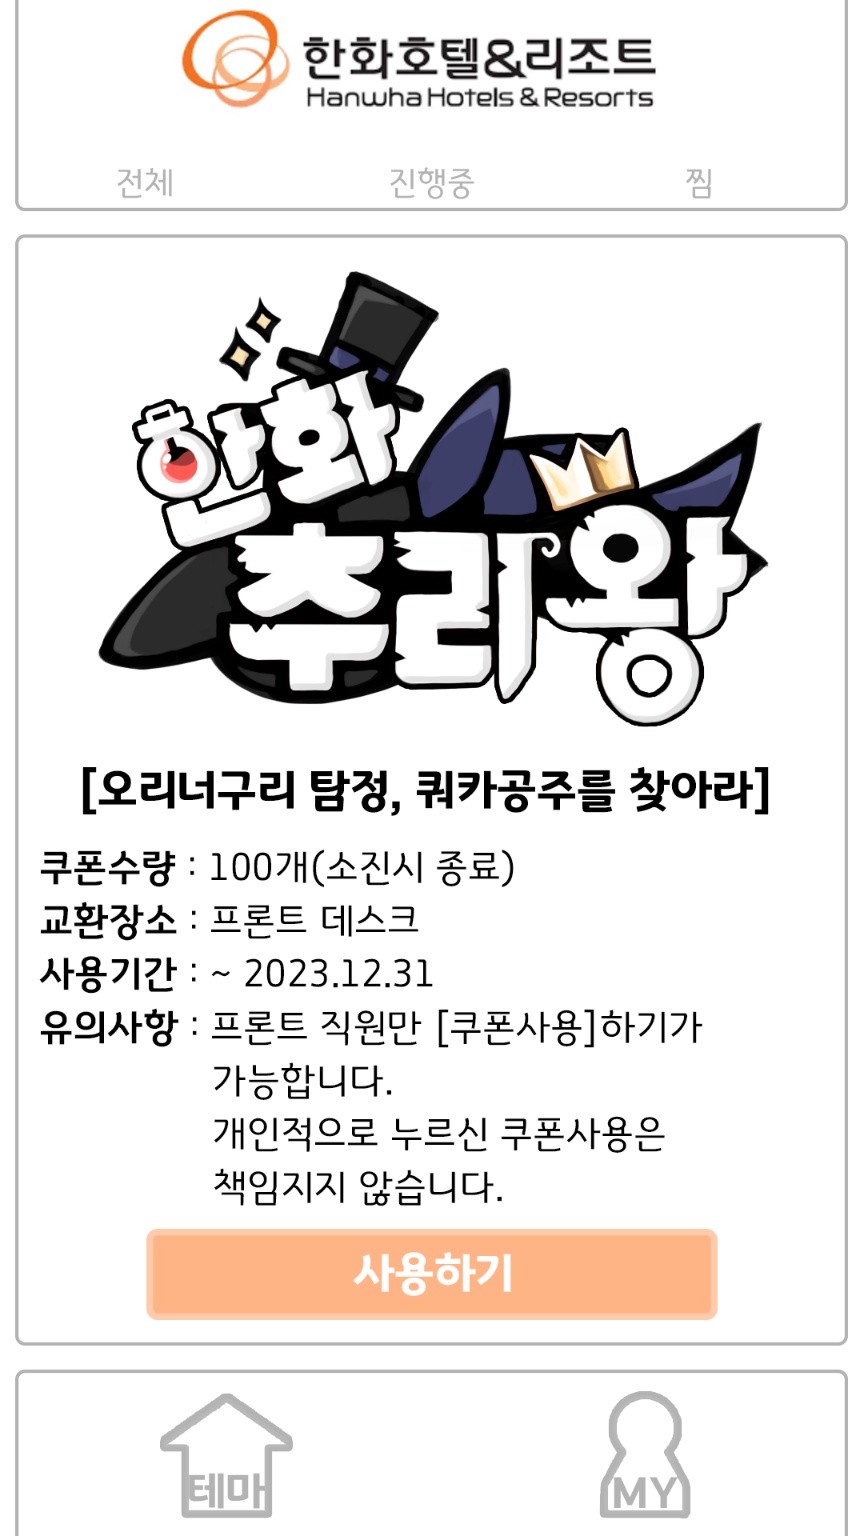 한화호텔&리조트
Hanwha Hotels & Resorts
전체 진행중 찜
한화
추리왕
[오리너구리 탐정, 쿼카공주를 찾아라]
쿠폰수량 : 100개(소진시 종료)
교환장소 : 프론트 데스크
사용기간 : ~ 2023.12.31
유의사항 : 프론트 직원만 [쿠폰사용]하기가
가능합니다.
개인적으로 누르신 쿠폰사용은
책임지지 않습니다.
사용하기
테마 MY